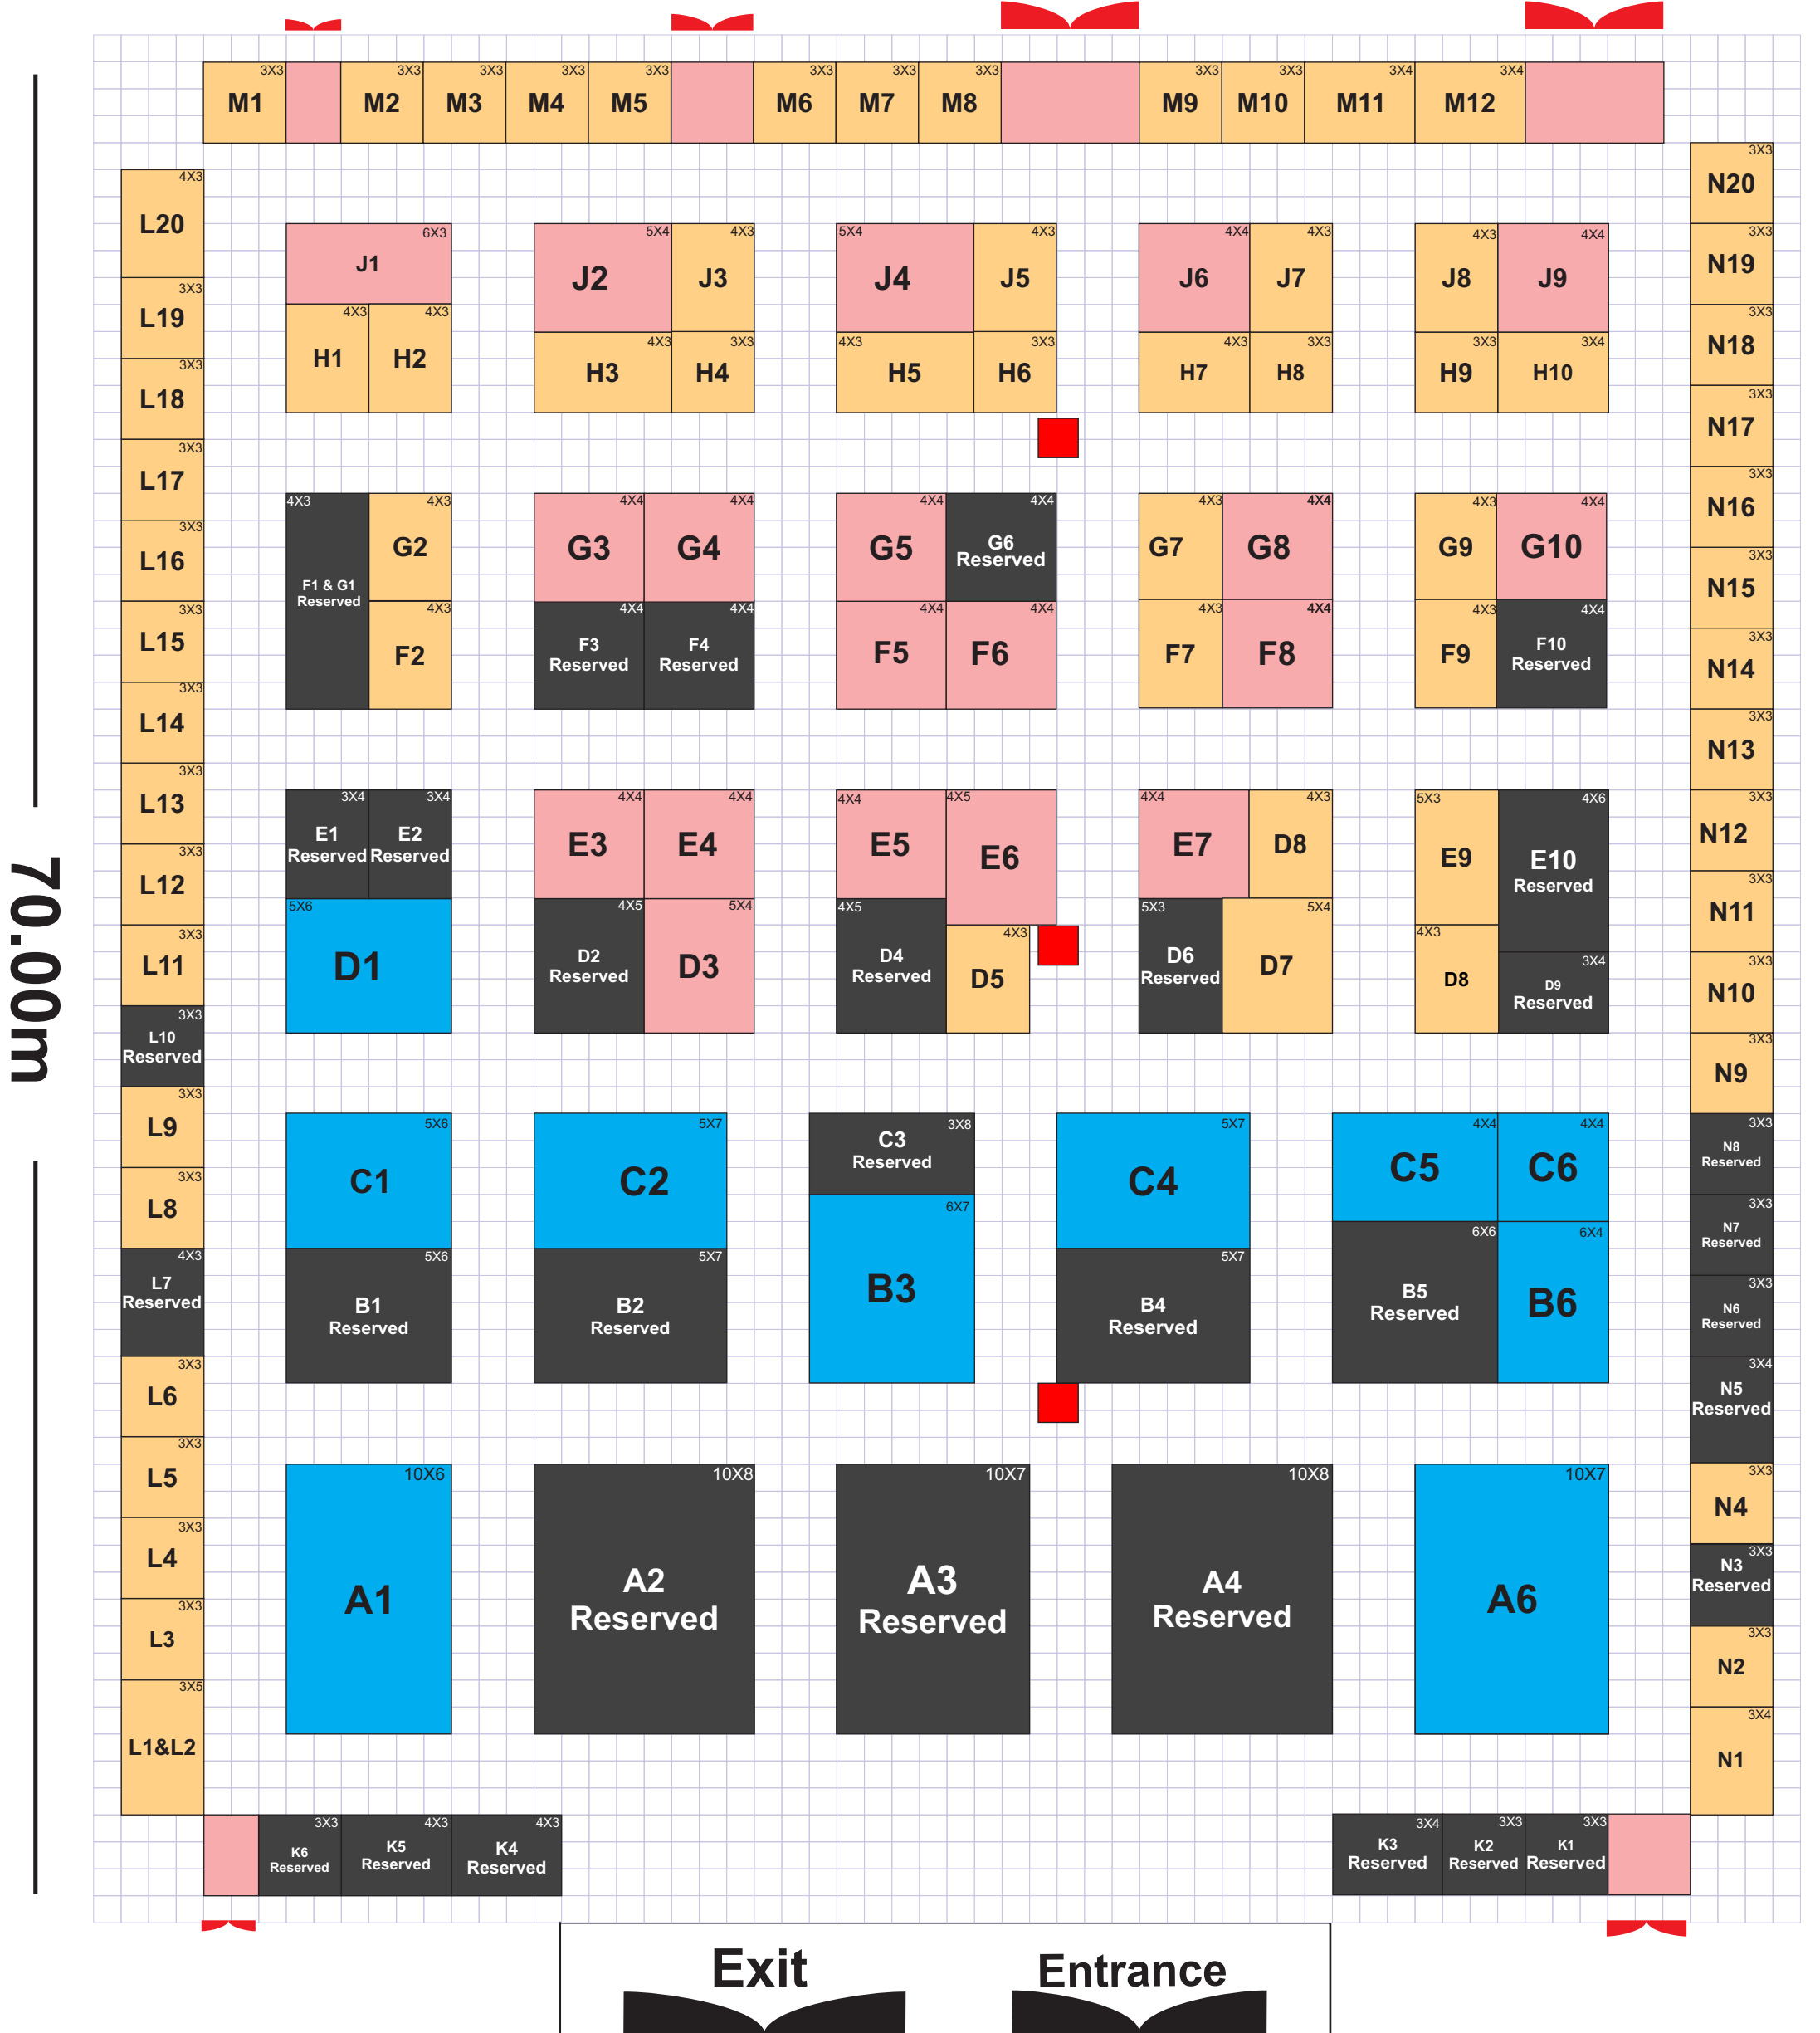 3X3
3X3
3X3
3X3
3X3
3X3
3X3
3X3
3X3
3X3
3X4
3X4
M1
M2
M3
M4
M5
M6
M7
M8
M9
M10
M11
M12
4X3
L20
3X3
L19
3X3
L18
3X3
L17
3X3
L16
3X3
L15
3X3
L14
3X3
L13
3X3
L12
3X3
L11
3X3
L10
Reserved
3X3
L9
3X3
L8
4X3
L7
Reserved
3X3
L6
3X3
L5
3X3
L4
3X3
L3
3X5
L1&L2
70.00m
6X3
J1
5X4
J2
4X3
J3
5X4
J4
4X3
J5
4X4
J6
4X3
J7
4X3
J8
4X4
J9
4X3
H1
4X3
H2
4X3
H3
3X3
H4
4X3
H5
3X3
H6
4X3
H7
3X3
H8
3X3
H9
3X4
H10
4X3
F1 & G1
Reserved
4X3
G2
4X4
G3
4X4
G4
4X4
G5
4X4
G6
Reserved
4X3
G7
4X4
G8
4X3
G9
4X4
G10
4X3
F2
4X4
F3
Reserved
4X4
F4
Reserved
4X4
F5
4X4
F6
4X3
F7
4X4
F8
4X3
F9
4X4
F10
Reserved
3X4
E1
Reserved
3X4
E2
Reserved
4X4
E3
4X4
E4
4X4
E5
4X5
E6
4X4
E7
4X3
D8
5X3
E9
4X6
E10
Reserved
5X6
D1
4X5
D2
Reserved
5X4
D3
4X5
D4
Reserved
4X3
D5
5X3
D6
Reserved
5X4
D7
4X3
D8
3X4
D9
Reserved
5X6
C1
5X7
C2
3X8
C3
Reserved
5X7
C4
4X4
C5
4X4
C6
5X6
B1
Reserved
5X7
B2
Reserved
6X7
B3
5X7
B4
Reserved
6X6
B5
Reserved
6X4
B6
10X6
A1
10X8
A2
Reserved
10X7
A3
Reserved
10X8
A4
Reserved
10X7
A6
3X3
N20
3X3
N19
3X3
N18
3X3
N17
3X3
N16
3X3
N15
3X3
N14
3X3
N13
3X3
N12
3X3
N11
3X3
N10
3X3
N9
3X3
N8
Reserved
3X3
N7
Reserved
3X3
N6
Reserved
3X4
N5
Reserved
3X3
N4
3X3
N3
Reserved
3X3
N2
3X4
N1
3X3
K6
Reserved
4X3
K5
Reserved
4X3
K4
Reserved
3X4
K3
Reserved
3X3
K2
Reserved
3X3
K1
Reserved
Exit
Entrance